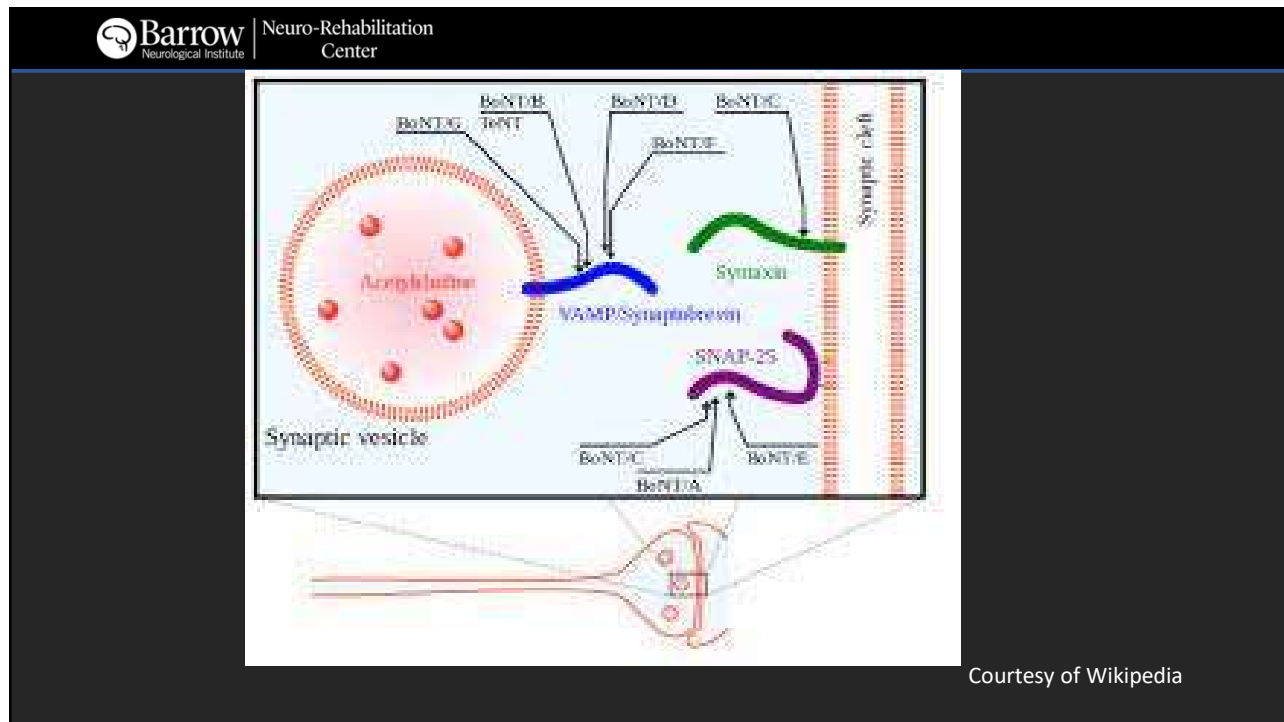 Barrow
Neurological Institute
Neuro-Rehabilitation
Center
BoNT/B
TeNT
BoNT/D
BoNT/C
BoNT/G
BoNT/F
Synaptic cleft
Acetylcholine
Syntaxin
VAMP/Synaptobrevin
SNAP-25
Synaptic vesicle
BoNT/C
BoNT/E
BoNT/A
Courtesy of Wikipedia